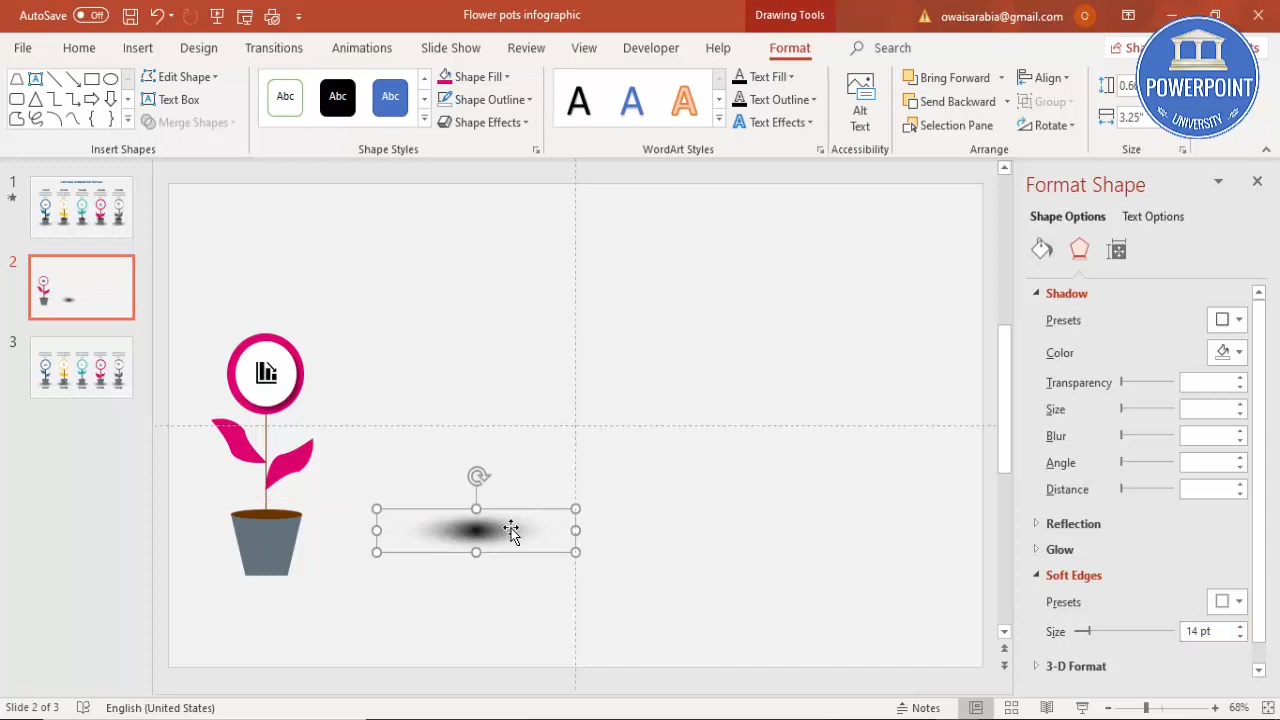 AutoSave Off
Flower pots infographic
Drawing Tools
owaisarabia@gmail.com
O
File Home Insert Design Transitions Animations Slide Show Review View Developer Help Format Search
POWERPOINT
UNIVERSITY
Edit Shape
Text Box
Merge Shapes
Insert Shapes
Abc Abc Abc
Shape Fill
Shape Outline
Shape Effects
Shape Styles
A A A
Text Fill
Text Outline
Text Effects
WordArt Styles
Alt
Text
Accessibility
Bring Forward
Send Backward
Selection Pane
Align
Group
Rotate
Arrange
3.25"
Size
1
2
3
Format Shape
Shape Options Text Options
Shadow
Presets
Color
Transparency
Size
Blur
Angle
Distance
Reflection
Glow
Soft Edges
Presets
Size 14 pt
3-D Format
Slide 2 of 3 English (United States) Notes 68%